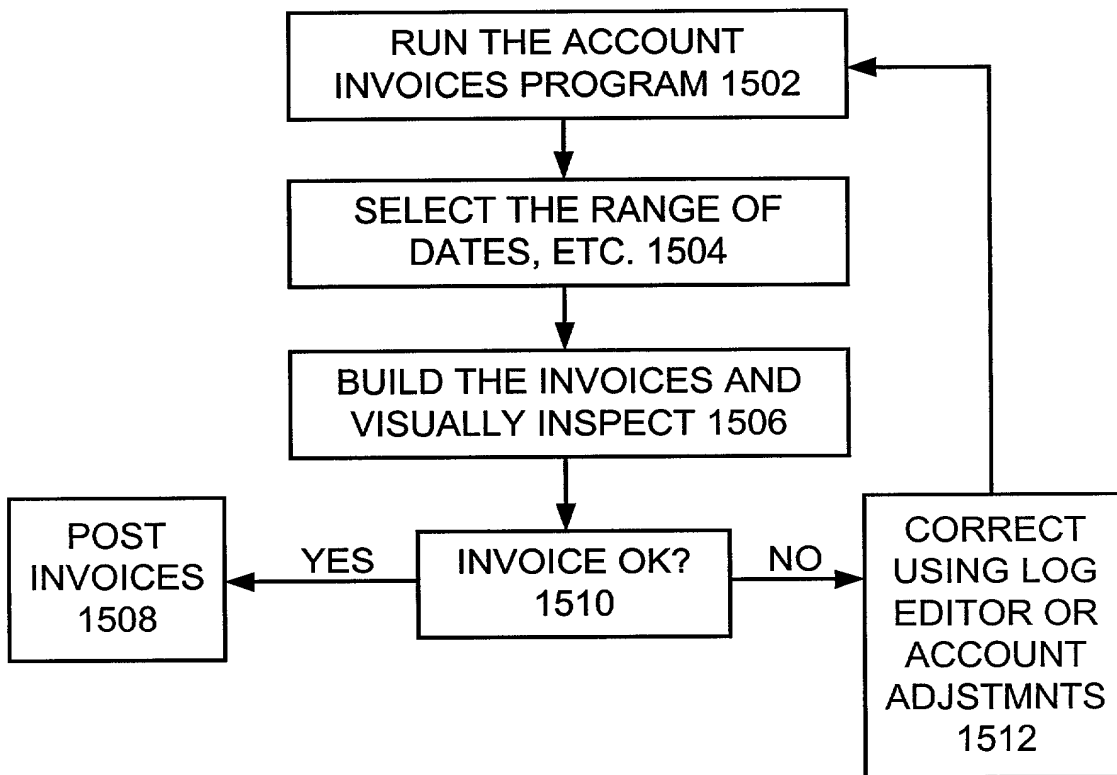 RUN THE ACCOUNT
INVOICES PROGRAM 1502
SELECT THE RANGE OF
DATES, ETC. 1504
BUILD THE INVOICES AND
VISUALLY INSPECT 1506
POST
INVOICES
1508
YES
INVOICE OK?
1510
NO
CORRECT
USING LOG
EDITOR OR
ACCOUNT
ADJSTMNTS
1512